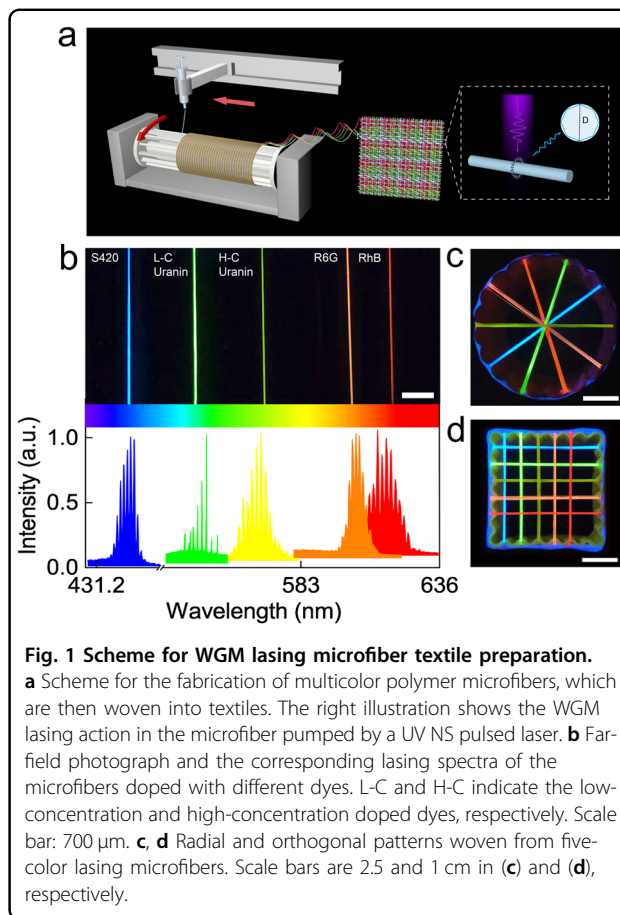 a
D
b
S420
L-C
Uranin
H-C
Uranin
R6G
RhB
c
d
Intensity (a.u.)
1.0
0.5
0.0
431.2
583
636
Wavelength (nm)
Fig. 1 Scheme for WGM lasing microfiber textile preparation.
a Scheme for the fabrication of multicolor polymer microfibers, which
are then woven into textiles. The right illustration shows the WGM
lasing action in the microfiber pumped by a UV NS pulsed laser. b Far-
field photograph and the corresponding lasing spectra of the
microfibers doped with different dyes. L-C and H-C indicate the low-
concentration and high-concentration doped dyes, respectively. Scale
bar: 700 μm. c, d Radial and orthogonal patterns woven from five-
color lasing microfibers. Scale bars are 2.5 and 1 cm in (c) and (d),
respectively.